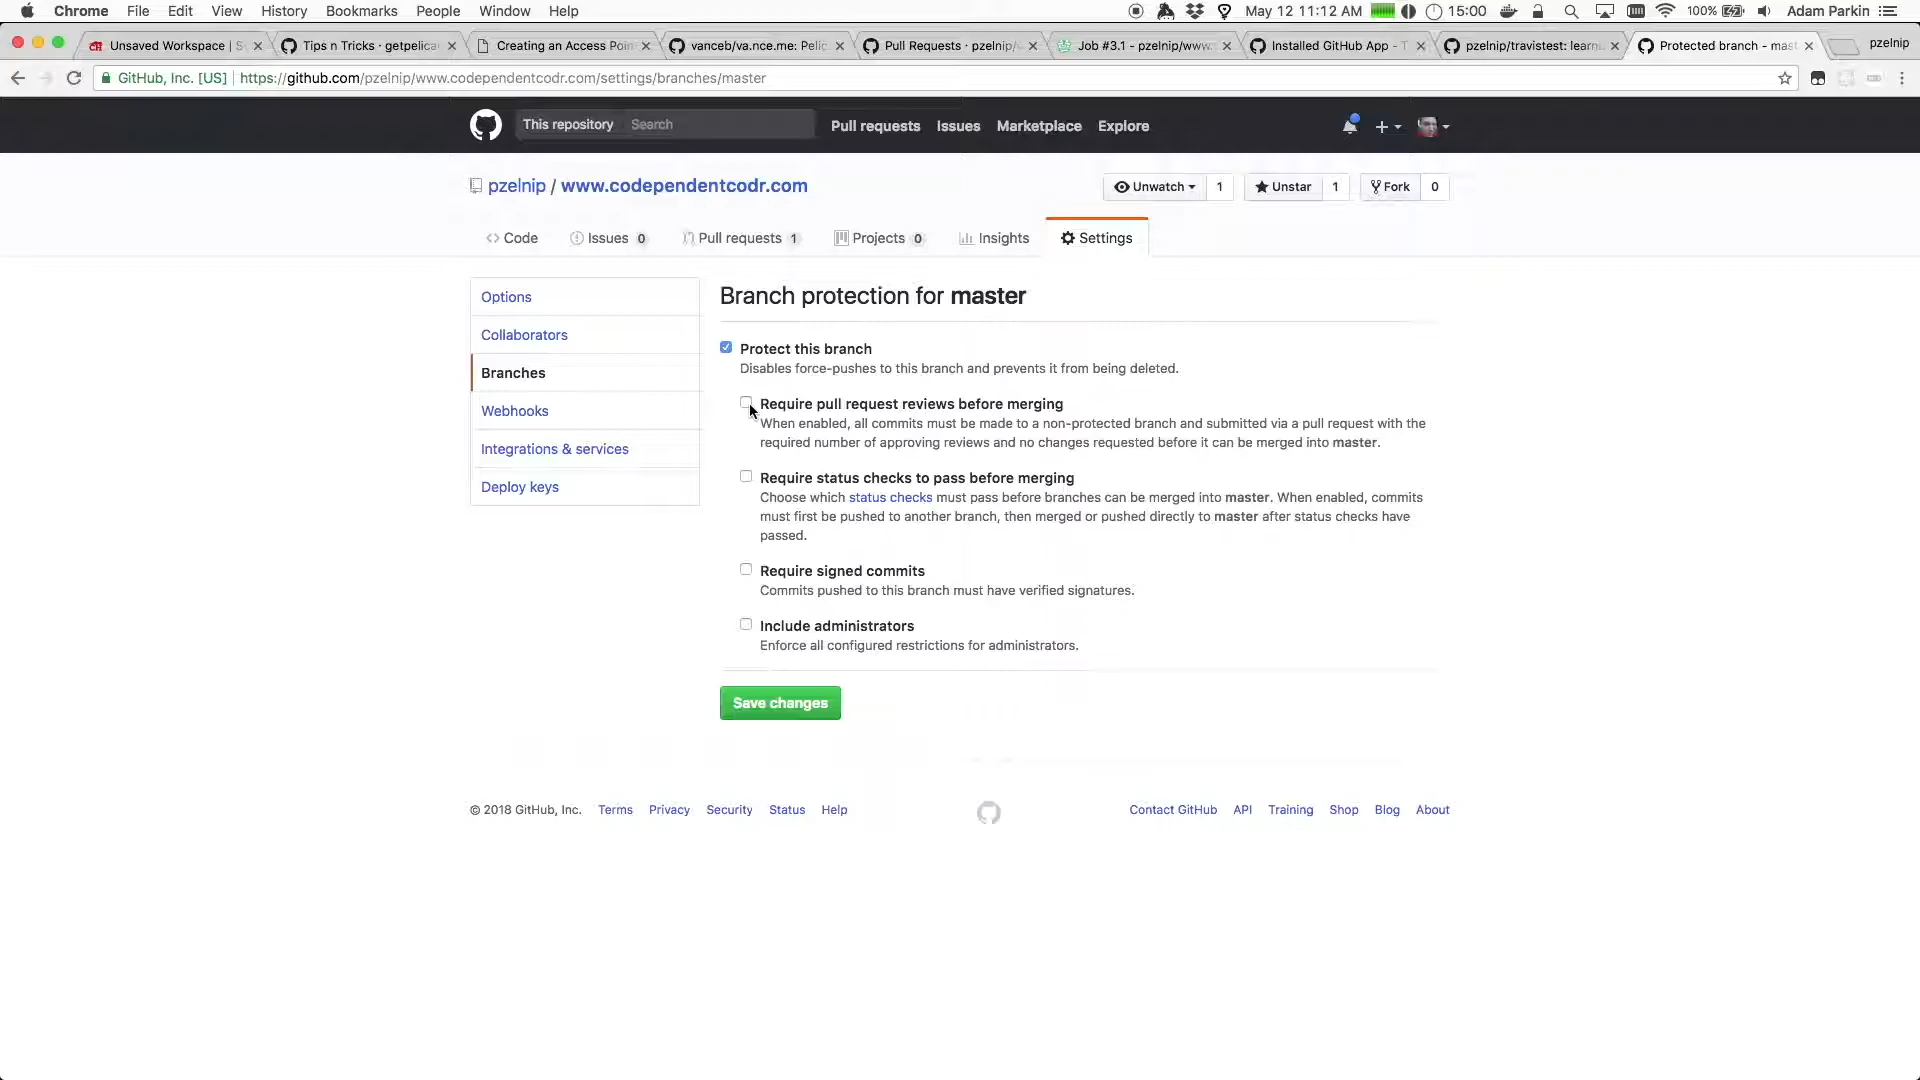 Chrome File Edit View History Bookmarks People Window Help May 12 11:12 AM 15:00 100% Adam Parkin
Unsaved Workspace | S Tips n Tricks · getpelica Creating an Access Poin vanceb/va.nce.me: Pelic Pull Requests · pzelnip/ Job #3.1 - pzelnip/www. Installed GitHub App - T pzelnip/travistest: learni Protected branch - mast pzelnip
GitHub, Inc. [US] https://github.com/pzelnip/www.codependentcodr.com/settings/branches/master
This repository Search Pull requests Issues Marketplace Explore
pzelnip / www.codependentcodr.com Unwatch 1 Unstar 1 Fork 0
Code Issues 0 Pull requests 1 Projects 0 Insights Settings
Options
Collaborators
Branches
Webhooks
Integrations & services
Deploy keys
Branch protection for master
Protect this branch
Disables force-pushes to this branch and prevents it from being deleted.
Require pull request reviews before merging
When enabled, all commits must be made to a non-protected branch and submitted via a pull request with the
required number of approving reviews and no changes requested before it can be merged into master.
Require status checks to pass before merging
Choose which status checks must pass before branches can be merged into master. When enabled, commits
must first be pushed to another branch, then merged or pushed directly to master after status checks have
passed.
Require signed commits
Commits pushed to this branch must have verified signatures.
Include administrators
Enforce all configured restrictions for administrators.
Save changes
© 2018 GitHub, Inc. Terms Privacy Security Status Help Contact GitHub API Training Shop Blog About